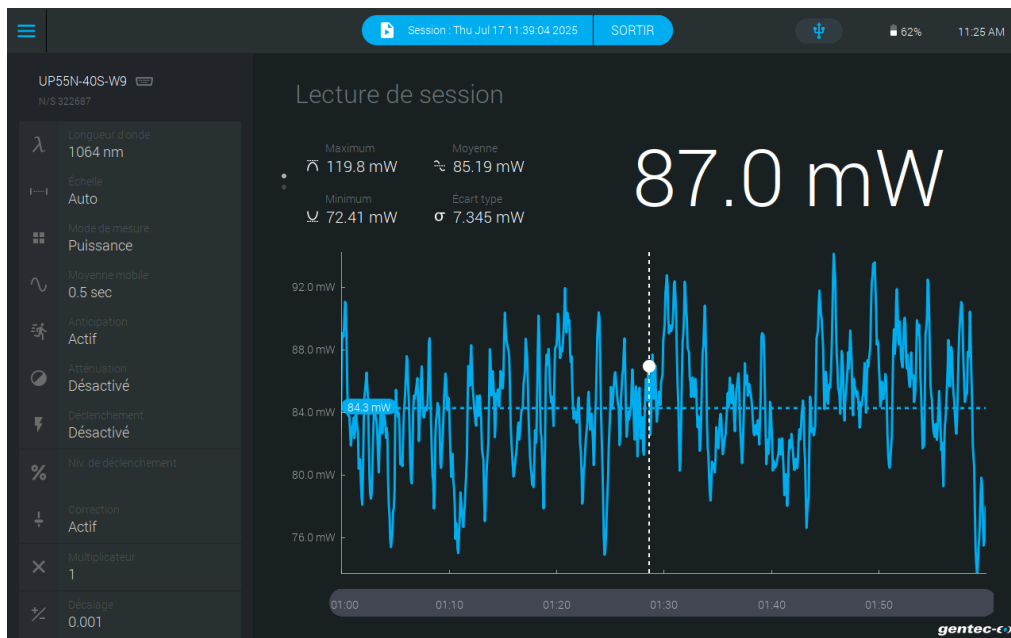 Session : Thu Jul 17 11:39:04 2025
SORTIR
62%
11:25 AM
UP55N-40S-W9
N/S 322687
Longueur d'onde
1064 nm
Échelle
Auto
Mode de mesure
Puissance
Moyenne mobile
0.5 sec
Anticipation
Actif
Atténuation
Désactivé
Déclenchement
Désactivé
Niv. de déclenchement
Correction
Actif
Multiplicateur
1
Décalage
0.001
Lecture de session
Maximum
119.8 mW
Moyenne
85.19 mW
Minimum
72.41 mW
Écart type
σ 7.345 mW
87.0 mW
92.0 mW
88.0 mW
84.0 mW
84.3 mW
80.0 mW
76.0 mW
01:00 01:10 01:20 01:30 01:40 01:50